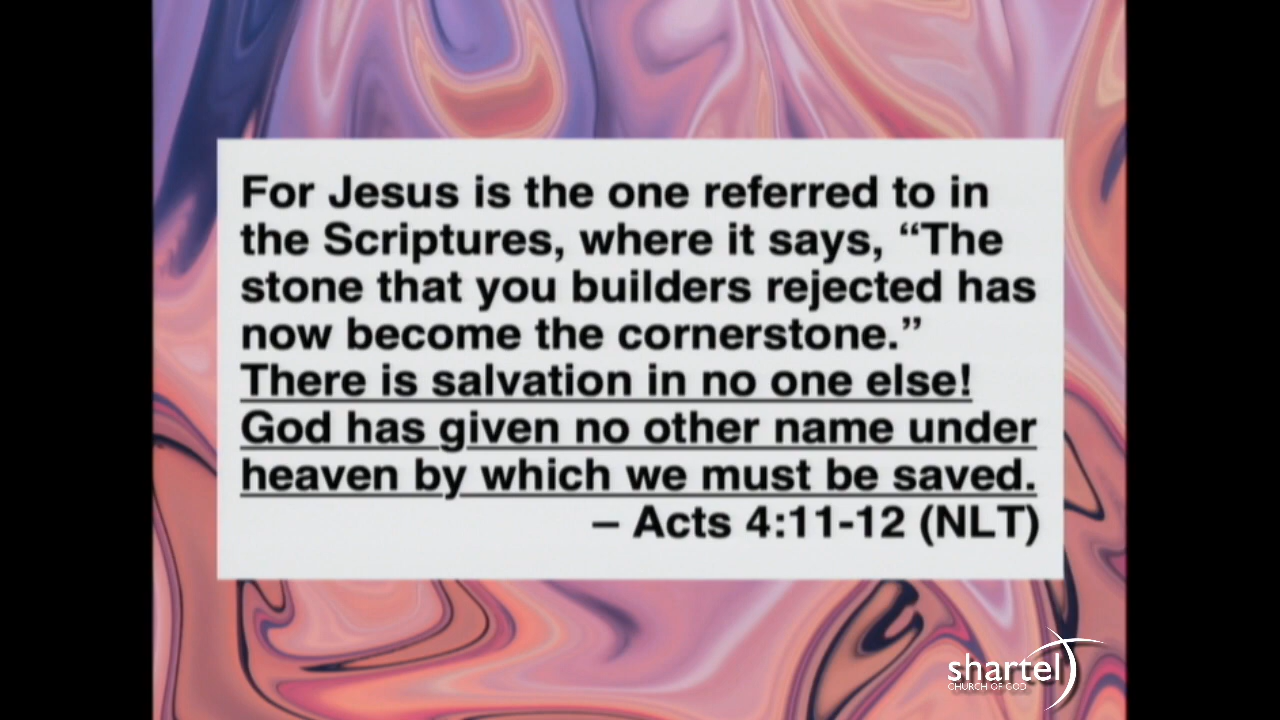 For Jesus is the one referred to in
the Scriptures, where it says, “The
stone that you builders rejected has
now become the cornerstone.”
There is salvation in no one else!
God has given no other name under
heaven by which we must be saved.
– Acts 4:11-12 (NLT)
shartel
CHURCH OF GOD